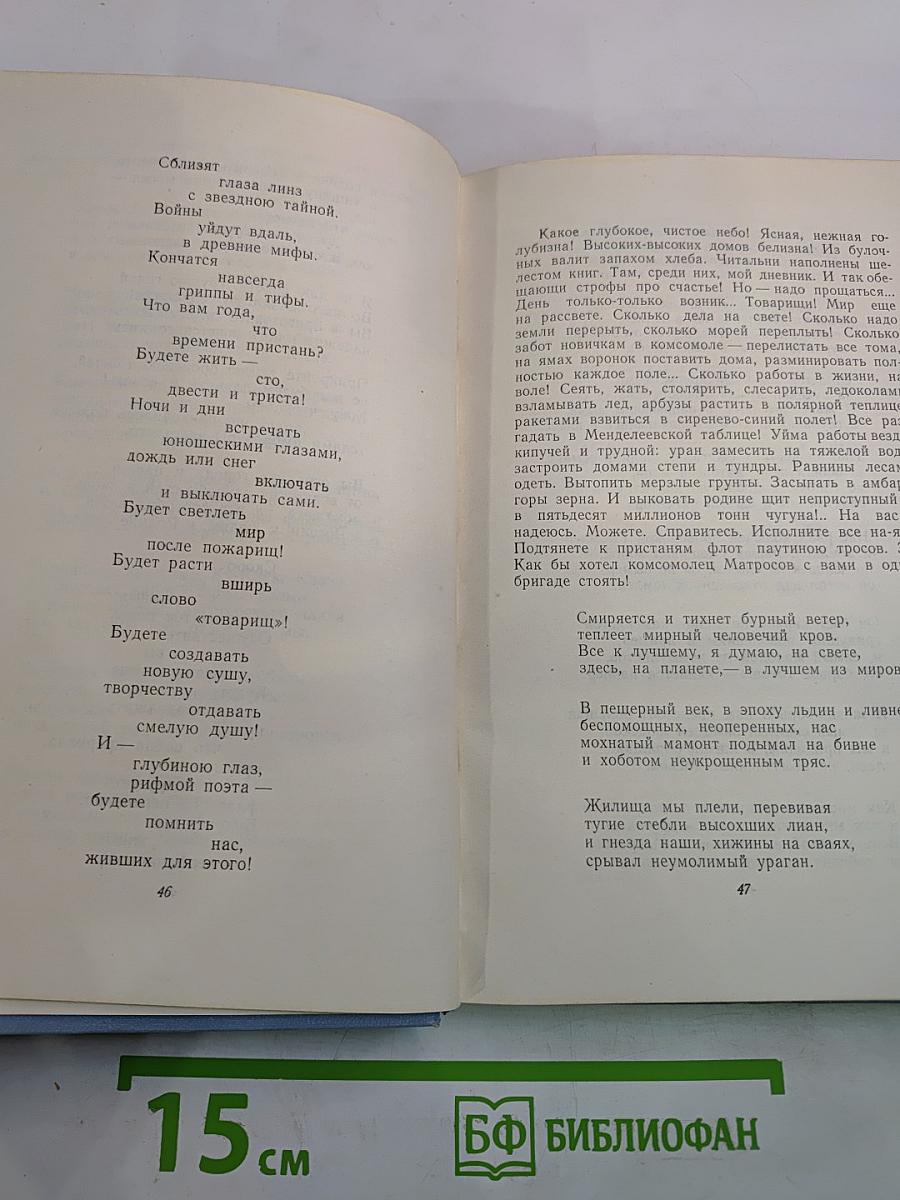 Сблизят
глаза линз
с звездною тайной.
Войны
уйдут вдаль,
в древние мифы.
Кончатся
навсегда
гриппы и тифы.
Что вам года,
что
времени пристань?
Будете жить —
сто,
двести и триста!
Ночи и дни
встречать
юношескими глазами,
дождь или снег
включать
и выключать сами.
Будет светлеть
мир
после пожарищ!
Будет расти
вширь
слово
«товарищ»!
Будете
создавать
новую сушу,
творчеству
отдавать
смелую душу!
И —
глубиною глаз,
рифмой поэта —
будете
помнить
нас,
живших для этого!
46
Какое глубокое, чистое небо! Ясная, нежная го-
лубизна! Высоких-высоких домов белизна! Из булоч-
ных валит запахом хлеба. Читальни наполнены ше-
лестом книг. Там, среди них, мой дневник. И так обе-
щающи строфы про счастье! Но — надо прощаться...
День только-только возник... Товарищи! Мир еще
на рассвете. Сколько дела на свете! Сколько надо
земли перерыть, сколько морей переплыть! Сколько
забот новичкам в комсомоле — перелистать все тома,
на ямах воронок поставить дома, разминировать пол-
ностью каждое поле... Сколько работы в жизни, на
воле! Сеять, жать, столярить, слесарить, ледоколам
взламывать лед, арбузы растить в полярной теплице
ракетами взвиться в сиренево-синий полет! Все раз
гадать в Менделеевской таблице! Уйма работы везд
кипучей и трудной: уран заместь на тяжелой вод
застроить домами степи и тундры. Равнины лесам
одеть. Вытопить мерзлые грунты. Засыпать в амбар
горы зерна. И выковать родине щит неприступный
в пятьдесят миллионов тонн чугуна!.. На вас
надеюсь. Можете. Справитесь. Исполните все на-я
Подтянете к пристаням флот паутиною тросов.
Как бы хотел комсомолец Матросов с вами в од
бригаде стоять!
Смиряется и тихнет бурный ветер,
теплеет мирный человечий кров.
Все к лучшему, я думаю, на свете,
здесь, на планете,— в лучшем из миров
В пещерный век, в эпоху льдин и ливне
беспомощных, неоперенных, нас
мохнатый мамонт подымал на бивне
и хоботом неукрощенным тряс.
Жилища мы плели, перевивая
тугие стебли высохших лиан,
и гнезда наши, хижины на сваях,
срывал неумолимый ураган.
47
15 см
БФ БИБЛИОФАН